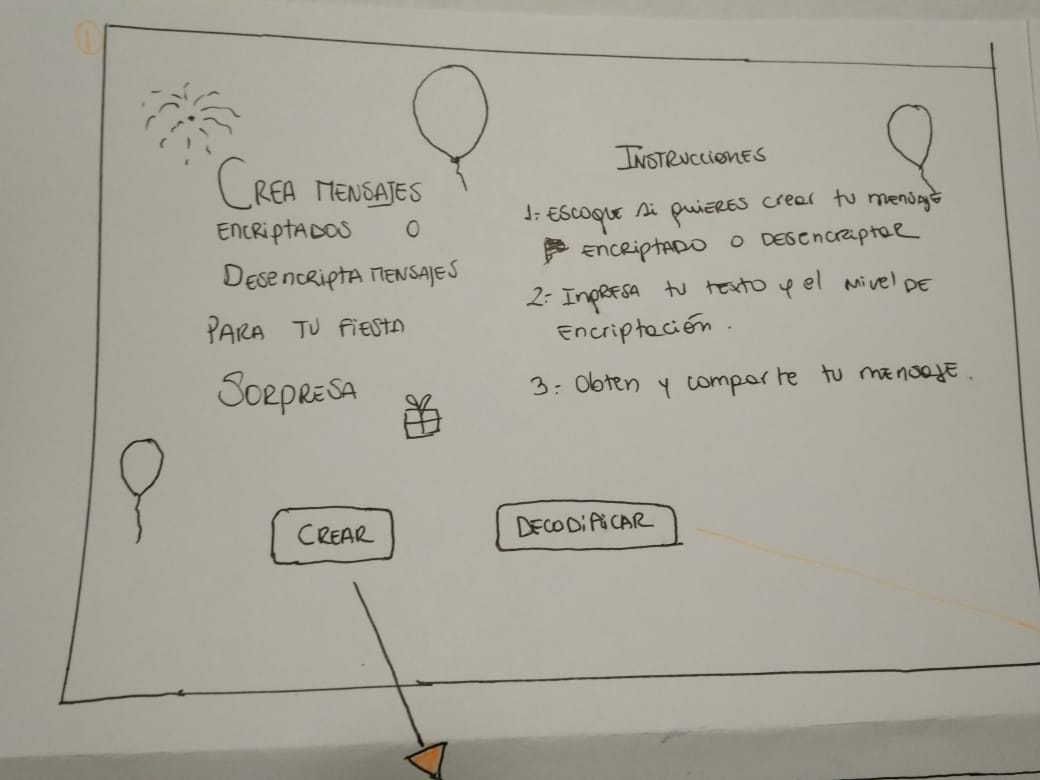 1
CREA MENSAJES
ENCRIPTADOS O
DESENCRIPTA MENSAJES
PARA TU FIESTA
SORPRESA
INSTRUCCIONES
1- ESCOGE si quieres crear tu mensaje
ENCRIPTADO O DESENCRIPTAR
2- INGRESA tu texto y el Nivel DE
Encriptación.
3- Obten y comparte tu mensaje.
CREAR
DECODIFICAR